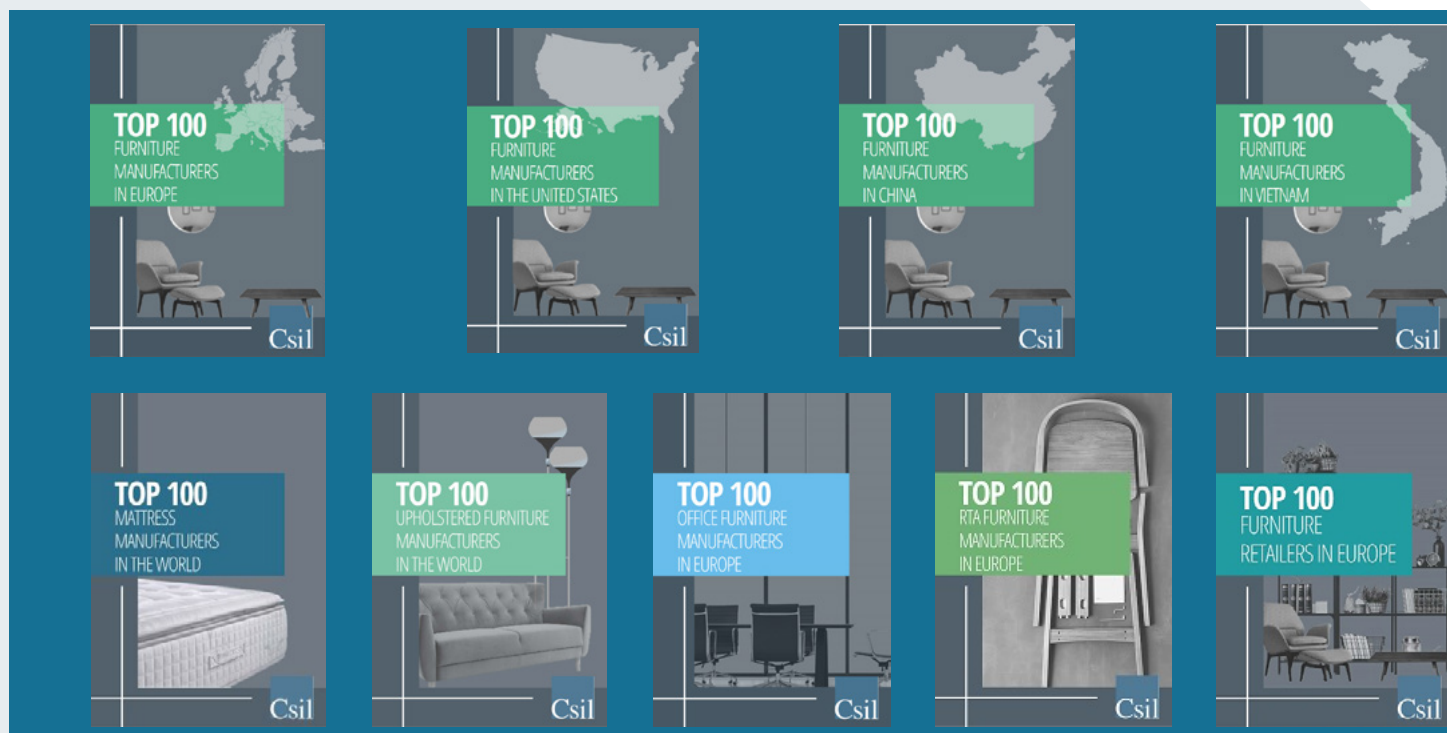 TOP 100
FURNITURE
MANUFACTURERS
IN EUROPE
Csil
TOP 100
FURNITURE
MANUFACTURERS
IN THE UNITED STATES
Csil
TOP 100
FURNITURE
MANUFACTURERS
IN CHINA
Csil
TOP 100
FURNITURE
MANUFACTURERS
IN VIETNAM
Csil
TOP 100
MATTRESS
MANUFACTURERS
IN THE WORLD
Csil
TOP 100
UPHOLSTERED FURNITURE
MANUFACTURERS
IN THE WORLD
Csil
TOP 100
OFFICE FURNITURE
MANUFACTURERS
IN EUROPE
Csil
TOP 100
RTA FURNITURE
MANUFACTURERS
IN EUROPE
Csil
TOP 100
FURNITURE
RETAILERS IN EUROPE
Csil